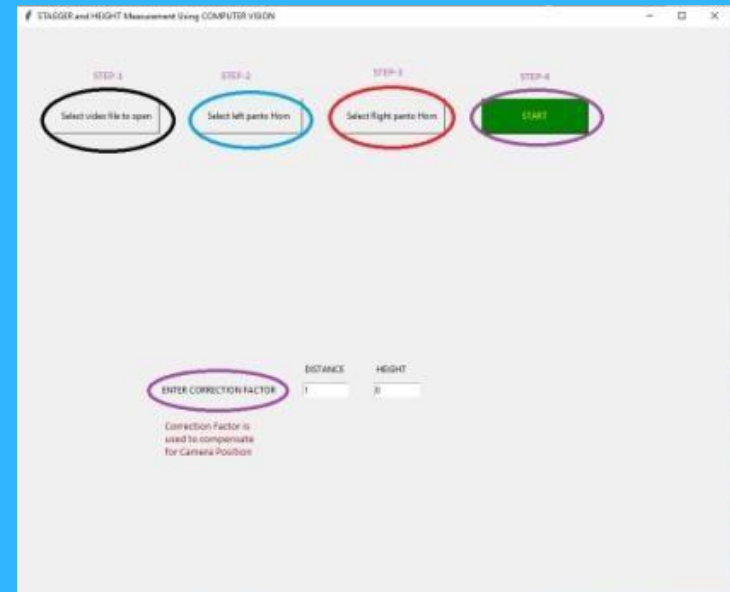 STAGGER and HEIGHT Measurement Using COMPUTER VISION
STEP-1
STEP-2
STEP-3
STEP-4
Select video file to open
Select left panto Horn
Select Right panto Horn
START
DISTANCE
HEIGHT
ENTER CORRECTION FACTOR
1
0
Correction Factor is
used to compensate
for Camera Position